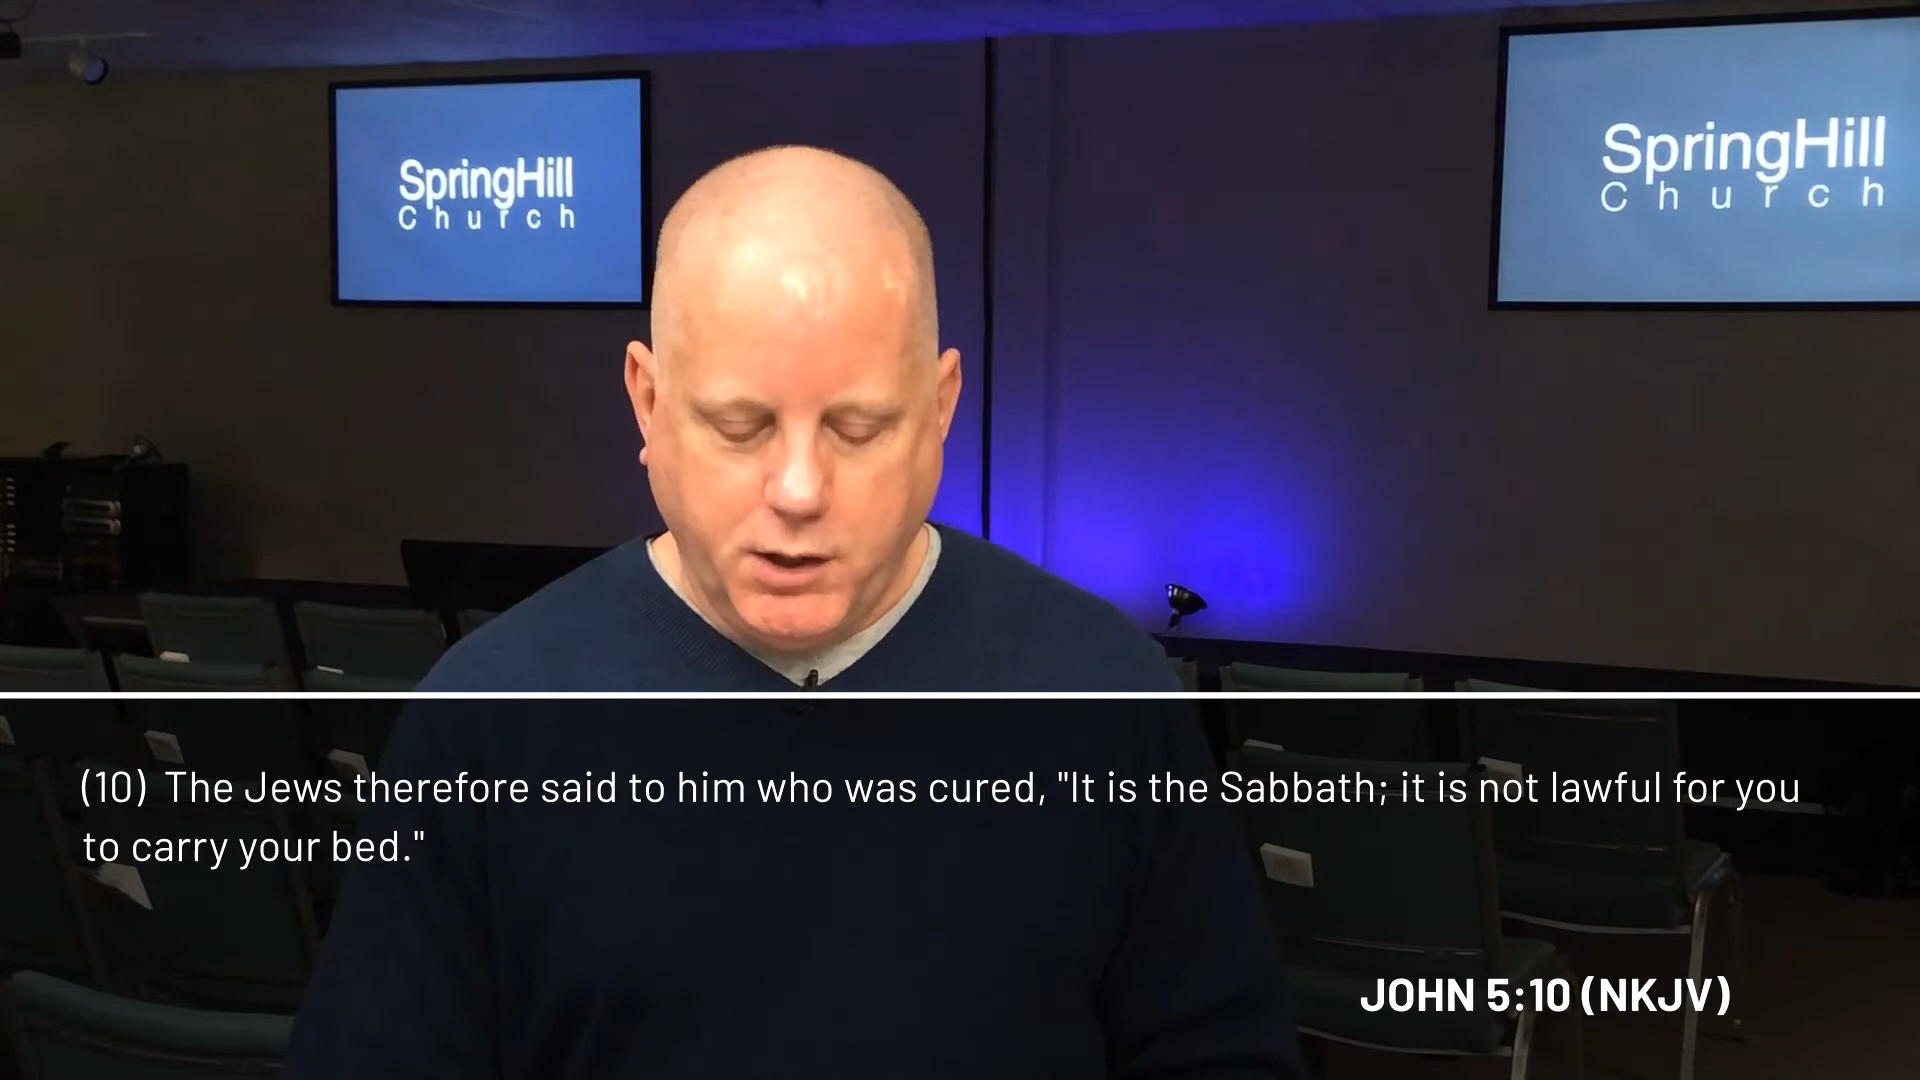 SpringHill
Church
SpringHill
Church
(10) The Jews therefore said to him who was cured, "It is the Sabbath; it is not lawful for you
to carry your bed."
JOHN 5:10 (NKJV)